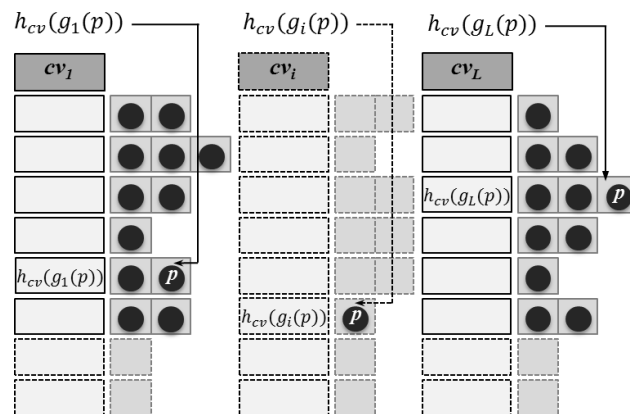 h_cv(g_1(p)) h_cv(g_i(p)) h_cv(g_L(p))
cv_1 cv_i cv_L
h_cv(g_L(p)) p
h_cv(g_1(p)) p
h_cv(g_i(p)) p